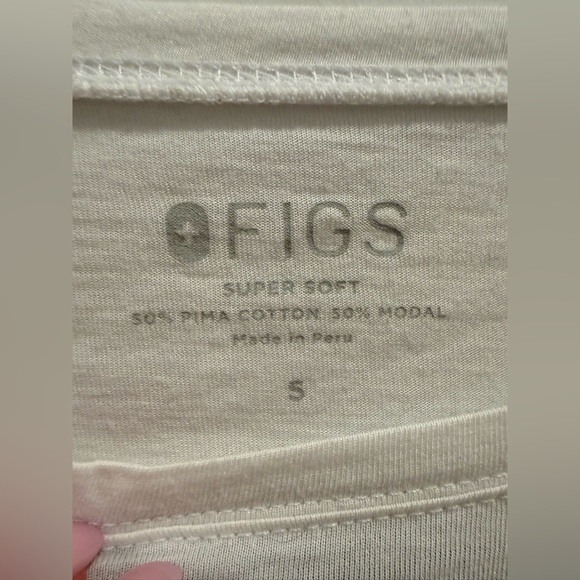 FIGS
SUPER SOFT
50% PIMA COTTON 50% MODAL
Made in Peru
S